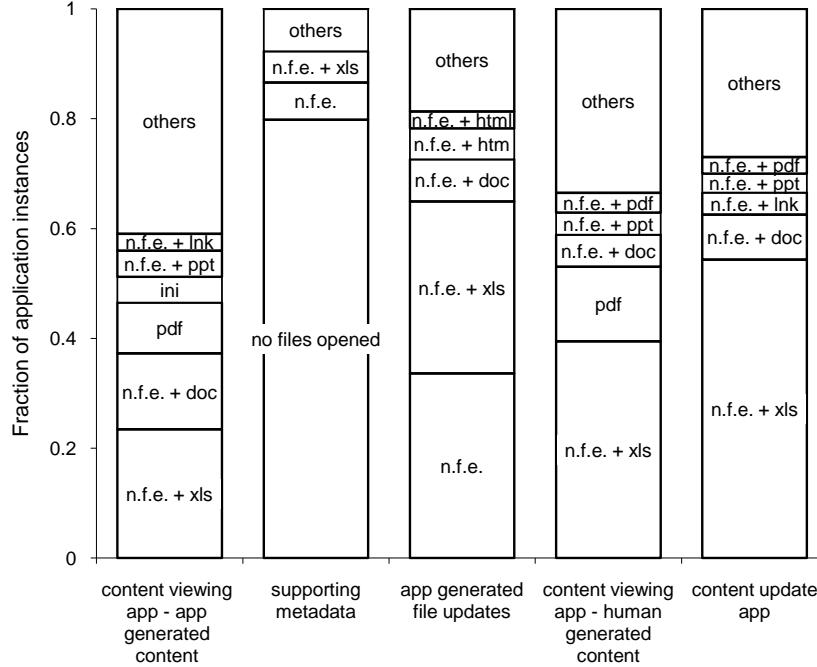 Fraction of application instances
1
0.8
0.6
0.4
0.2
0
others
n.f.e. + lnk
n.f.e. + ppt
ini
pdf
n.f.e. + doc
n.f.e. + xls
others
n.f.e. + xls
n.f.e.
no files opened
others
n.f.e. + html
n.f.e. + htm
n.f.e. + doc
n.f.e. + xls
n.f.e.
others
n.f.e. + pdf
n.f.e. + ppt
n.f.e. + doc
pdf
n.f.e. + xls
others
n.f.e. + pdf
n.f.e. + ppt
n.f.e. + lnk
n.f.e. + doc
n.f.e. + xls
content viewing
app - app
generated
content
supporting
metadata
app generated
file updates
content viewing
app - human
generated
content
content update
app